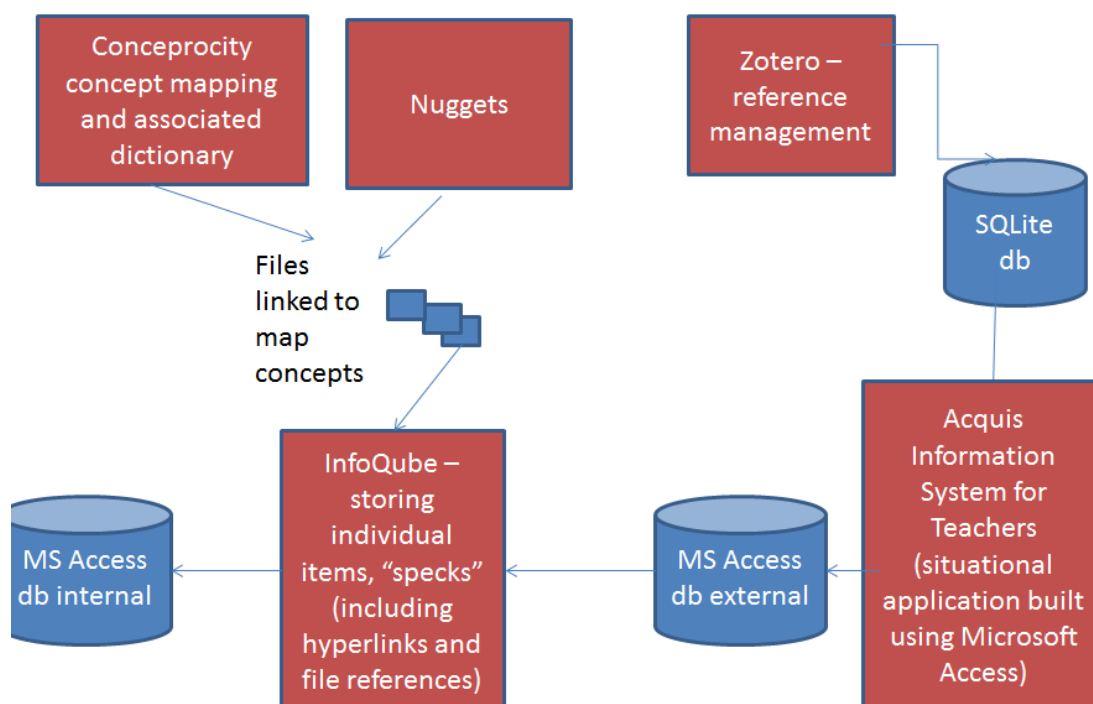 Conceprocity
concept mapping
and associated
dictionary
Nuggets
Zotero –
reference
management
SQLite
db
Files
linked to
map
concepts
MS Access
db internal
InfoQube –
storing
individual
items, “specks”
(including
hyperlinks and
file references)
MS Access
db external
Acquis
Information
System for
Teachers
(situational
application built
using Microsoft
Access)